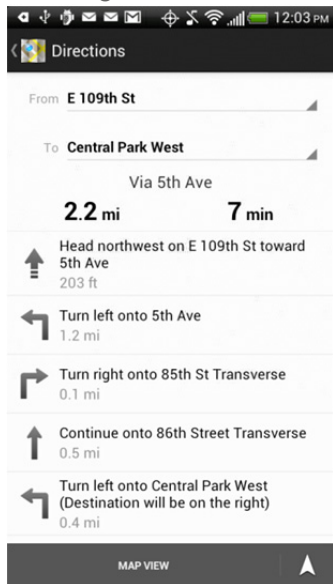 12:03 PM
Directions
From E 109th St
To Central Park West
Via 5th Ave
2.2 mi 7 min
Head northwest on E 109th St toward
5th Ave
203 ft
Turn left onto 5th Ave
1.2 mi
Turn right onto 85th St Transverse
0.1 mi
Continue onto 86th Street Transverse
0.5 mi
Turn left onto Central Park West
(Destination will be on the right)
0.4 mi
MAP VIEW